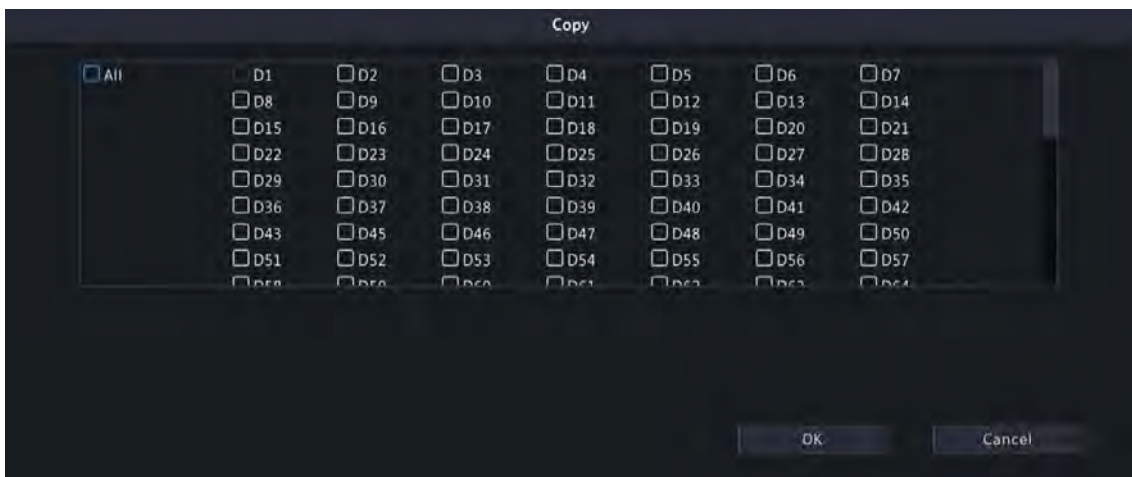 Copy
All D1 D2 D3 D4 D5 D6 D7
D8 D9 D10 D11 D12 D13 D14
D15 D16 D17 D18 D19 D20 D21
D22 D23 D24 D25 D26 D27 D28
D29 D30 D31 D32 D33 D34 D35
D36 D37 D38 D39 D40 D41 D42
D43 D45 D46 D47 D48 D49 D50
D51 D52 D53 D54 D55 D56 D57
OK Cancel